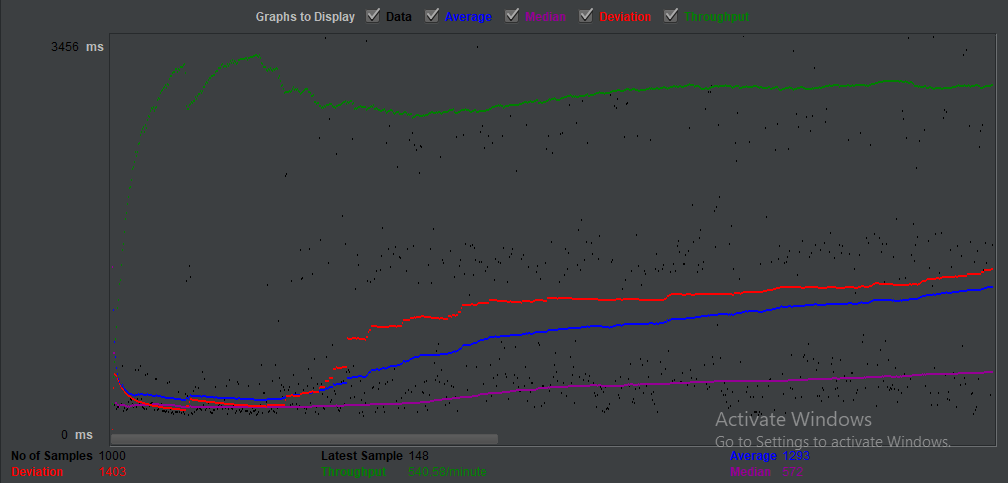 Graphs to Display Data Average Median Deviation Throughput
3456 ms
0 ms
Activate Windows
Go to Settings to activate Windows.
No of Samples 1000 Latest Sample 148 Average 1293
Deviation 1403 Throughput 540.58/minute Median